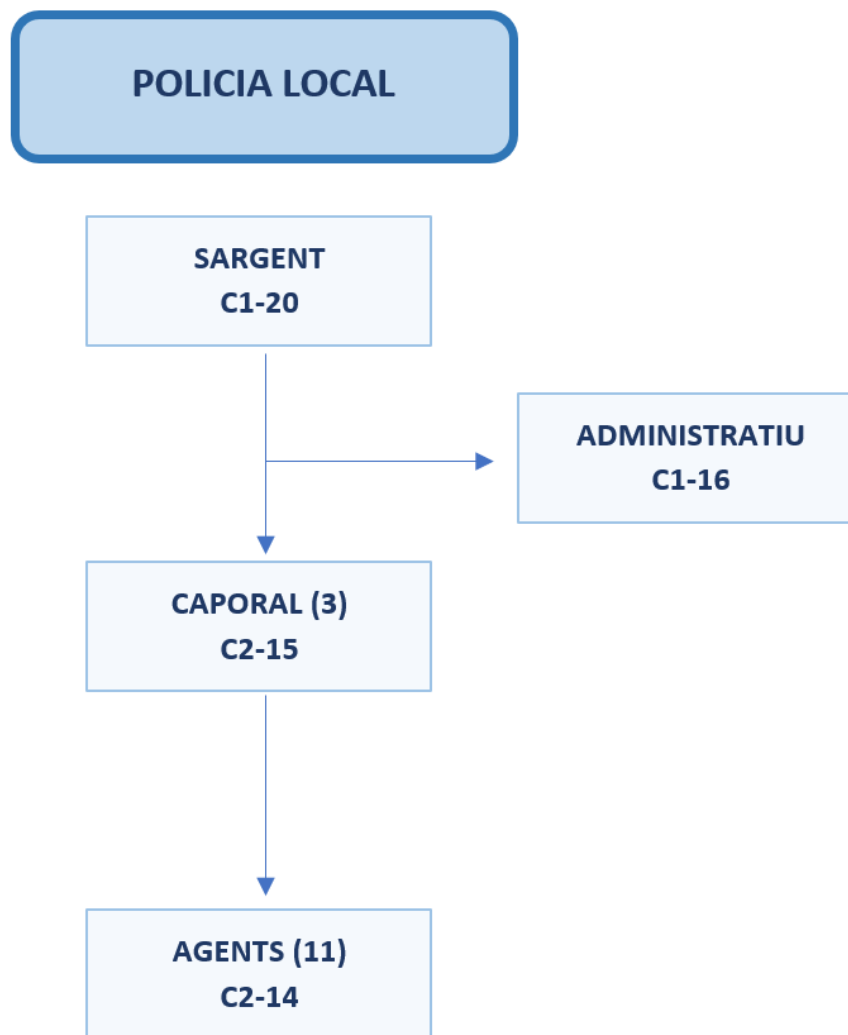 POLICIA LOCAL
SARGENT
C1-20
ADMINISTRATIU
C1-16
CAPORAL (3)
C2-15
AGENTS (11)
C2-14